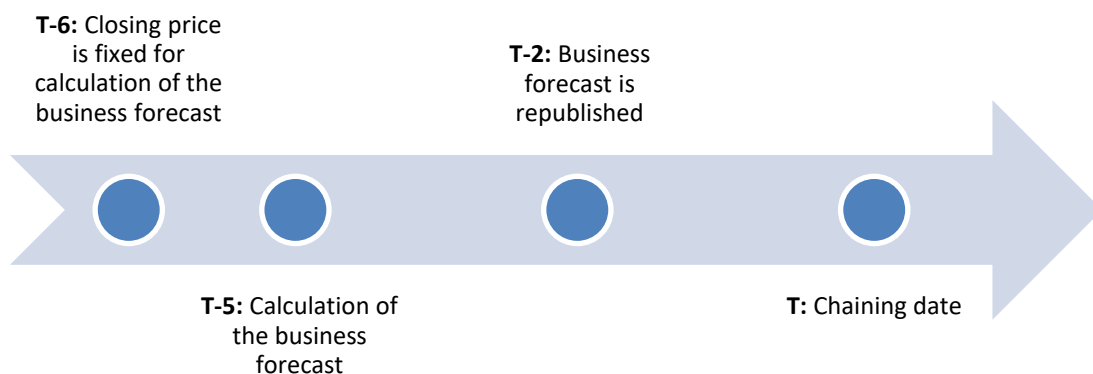 T-6: Closing price
is fixed for
calculation of the
business forecast
T-5: Calculation of
the business
forecast
T-2: Business
forecast is
republished
T: Chaining date